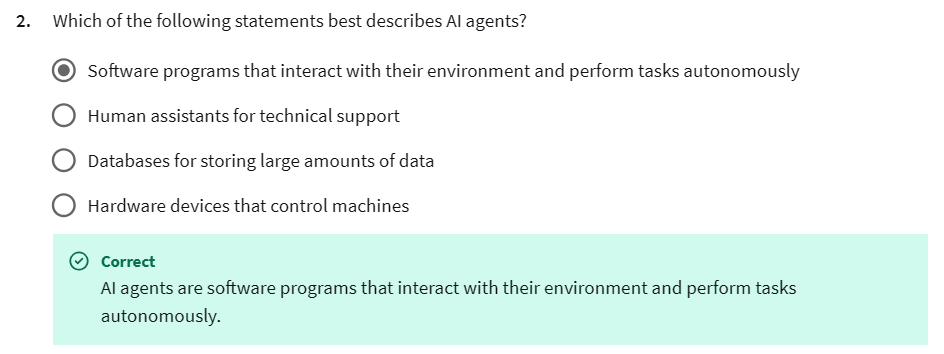 2. Which of the following statements best describes AI agents?
Software programs that interact with their environment and perform tasks autonomously
Human assistants for technical support
Databases for storing large amounts of data
Hardware devices that control machines
Correct
AI agents are software programs that interact with their environment and perform tasks
autonomously.